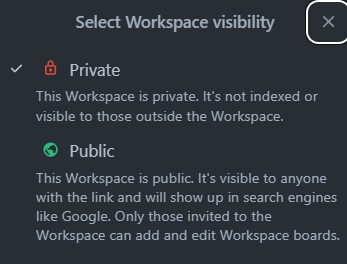 Select Workspace visibility
Private
This Workspace is private. It's not indexed or
visible to those outside the Workspace.
Public
This Workspace is public. It's visible to anyone
with the link and will show up in search engines
like Google. Only those invited to the
Workspace can add and edit Workspace boards.